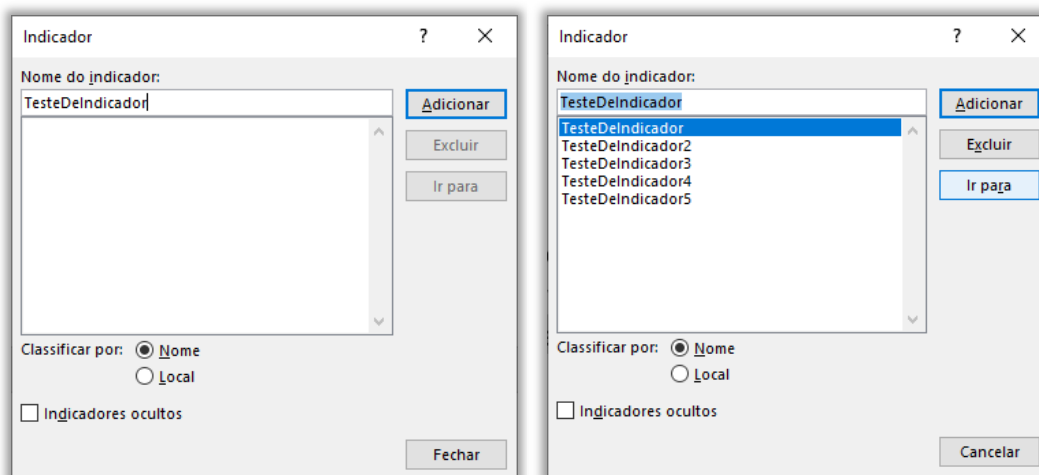 Indicador ?
Nome do indicador:
TesteDeIndicador
Adicionar
Excluir
Ir para
Classificar por: Nome
Local
Indicadores ocultos
Fechar
Indicador ?
Nome do indicador:
TesteDeIndicador
Adicionar
TesteDeIndicador
TesteDeIndicador2
TesteDeIndicador3
TesteDeIndicador4
TesteDeIndicador5
Excluir
Ir para
Classificar por: Nome
Local
Indicadores ocultos
Cancelar